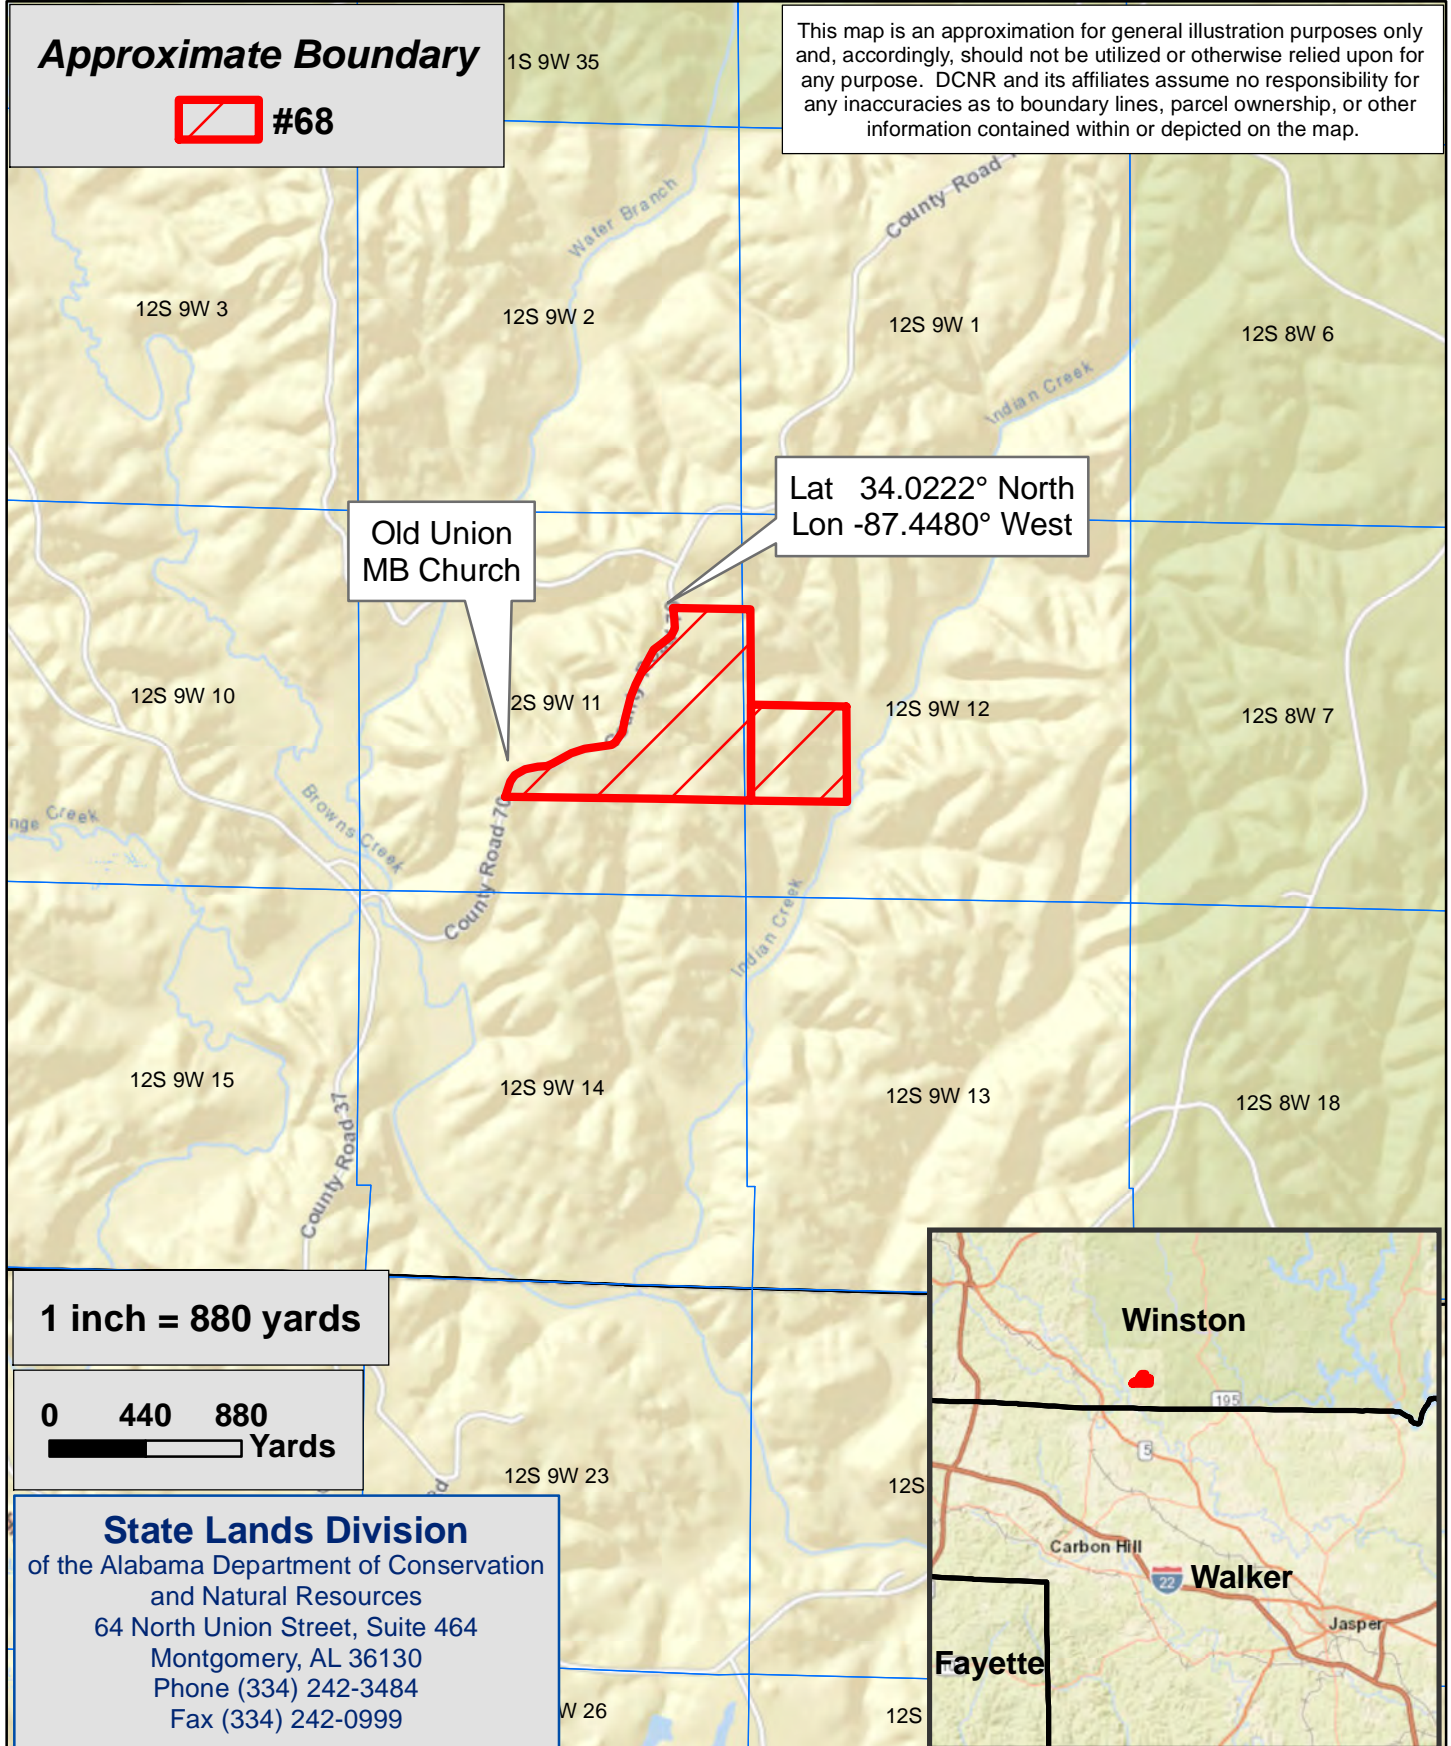 Approximate Boundary
#68
This map is an approximation for general illustration purposes only
and, accordingly, should not be utilized or otherwise relied upon for
any purpose. DCNR and its affiliates assume no responsibility for
any inaccuracies as to boundary lines, parcel ownership, or other
information contained within or depicted on the map.
1S 9W 35
County Road
Water Branch
12S 9W 3
12S 9W 2
12S 9W 1
12S 8W 6
Indian Creek
Lat 34.0222° North
Lon -87.4480° West
Old Union
MB Church
12S 9W 10
2S 9W 11
12S 9W 12
12S 8W 7
Browns Creek
nge Creek
County Road 70
Indian Creek
12S 9W 15
12S 9W 14
12S 9W 13
12S 8W 18
County Road 37
1 inch = 880 yards
0 440 880
Yards
12S 9W 23
12S
State Lands Division
of the Alabama Department of Conservation
and Natural Resources
64 North Union Street, Suite 464
Montgomery, AL 36130
Phone (334) 242-3484
Fax (334) 242-0999
W 26
12S
Winston
195
5
Carbon Hill
22
Walker
Jasper
Fayette